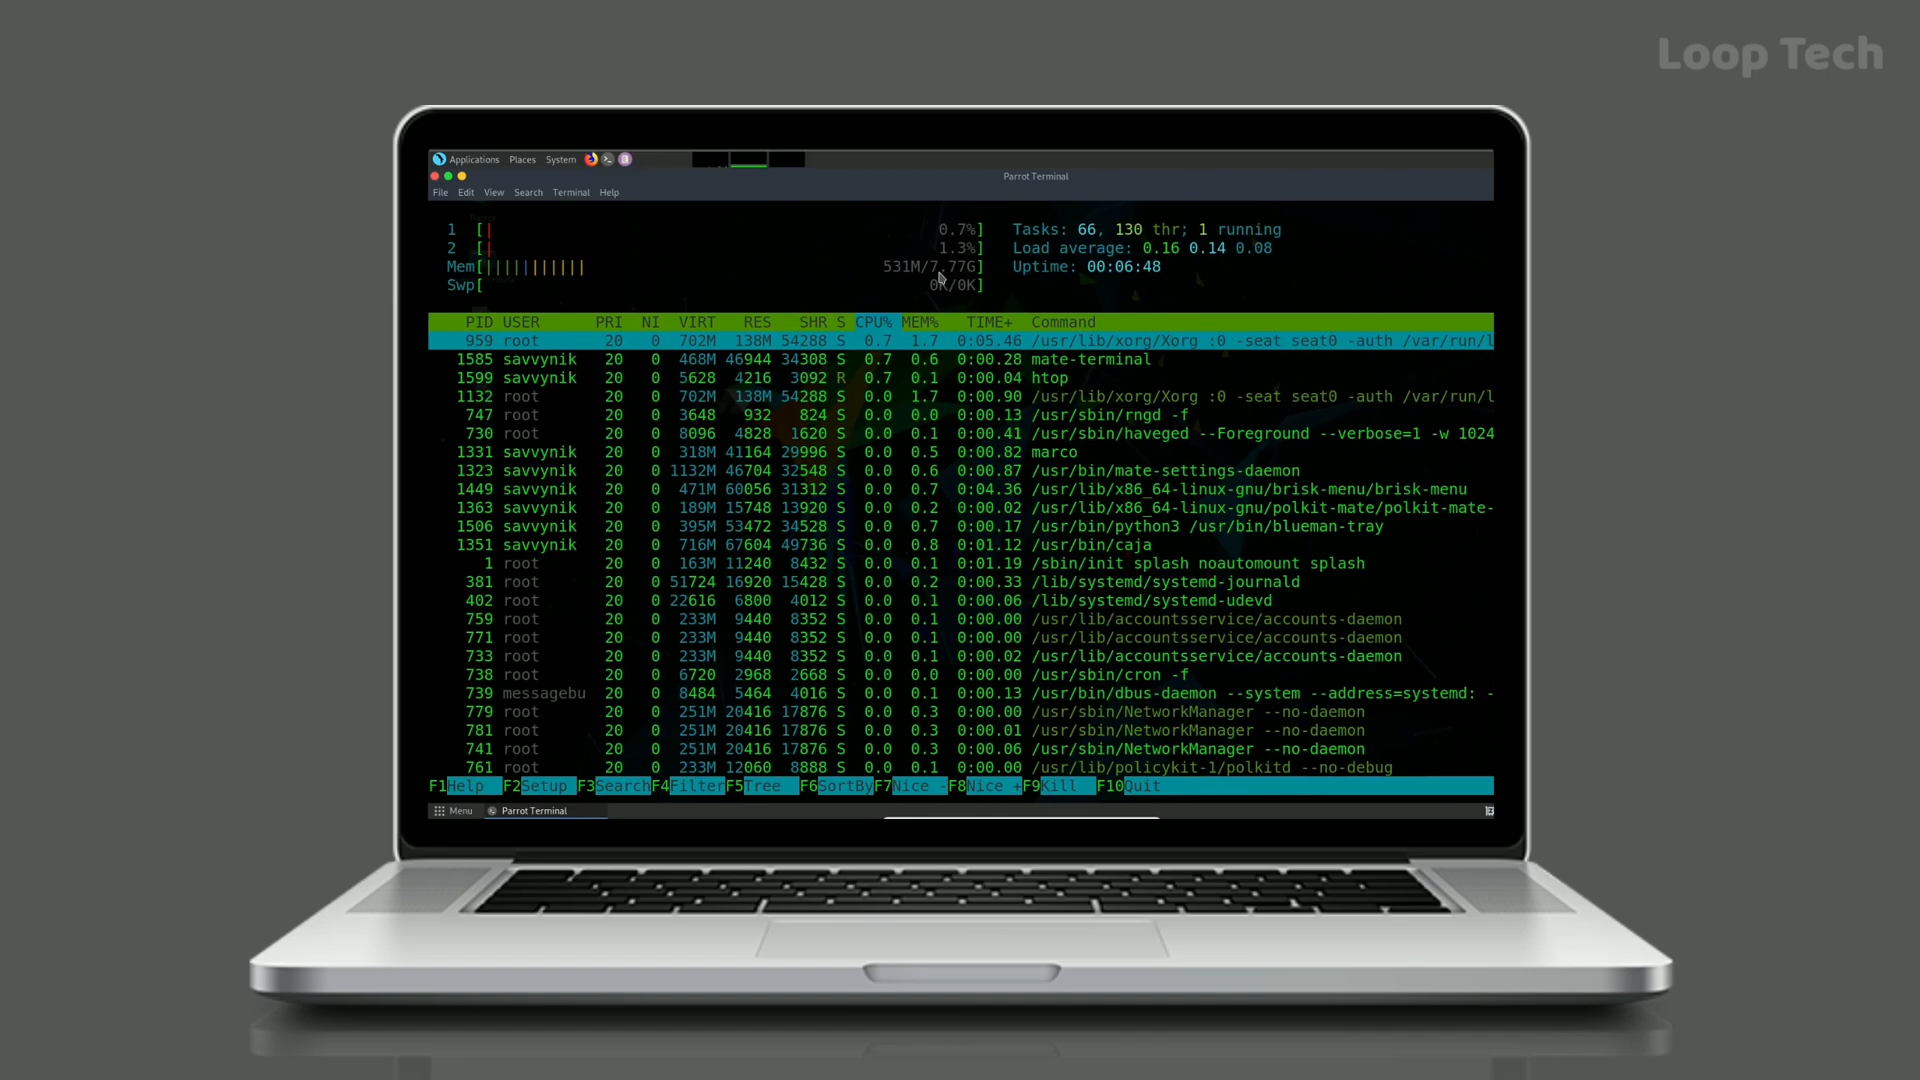 Loop Tech
Applications Places System
Parrot Terminal
File Edit View Search Terminal Help
1 [| 0.7%] Tasks: 66, 130 thr; 1 running
2 [| 1.3%] Load average: 0.16 0.14 0.08
Mem[||||||||||| 531M/7.77G] Uptime: 00:06:48
Swp[ 0K/0K]
PID USER PRI NI VIRT RES SHR S CPU% MEM% TIME+ Command
959 root 20 0 702M 138M 54288 S 0.7 1.7 0:05.46 /usr/lib/xorg/Xorg :0 -seat seat0 -auth /var/run/l
1585 savvynik 20 0 468M 46944 34308 S 0.7 0.6 0:00.28 mate-terminal
1599 savvynik 20 0 5628 4216 3092 R 0.7 0.1 0:00.04 htop
1132 root 20 0 702M 138M 54288 S 0.0 1.7 0:00.90 /usr/lib/xorg/Xorg :0 -seat seat0 -auth /var/run/l
747 root 20 0 3648 932 824 S 0.0 0.0 0:00.13 /usr/sbin/rngd -f
730 root 20 0 8096 4828 1620 S 0.0 0.1 0:00.41 /usr/sbin/haveged --Foreground --verbose=1 -w 1024
1331 savvynik 20 0 318M 41164 29996 S 0.0 0.5 0:00.82 marco
1323 savvynik 20 0 1132M 46704 32548 S 0.0 0.6 0:00.87 /usr/bin/mate-settings-daemon
1449 savvynik 20 0 471M 60056 31312 S 0.0 0.7 0:04.36 /usr/lib/x86_64-linux-gnu/brisk-menu/brisk-menu
1363 savvynik 20 0 189M 15748 13920 S 0.0 0.2 0:00.02 /usr/lib/x86_64-linux-gnu/polkit-mate/polkit-mate-
1506 savvynik 20 0 395M 53472 34528 S 0.0 0.7 0:00.17 /usr/bin/python3 /usr/bin/blueman-tray
1351 savvynik 20 0 716M 67604 49736 S 0.0 0.8 0:01.12 /usr/bin/caja
1 root 20 0 163M 11240 8432 S 0.0 0.1 0:01.19 /sbin/init splash noautomount splash
381 root 20 0 51724 16920 15428 S 0.0 0.2 0:00.33 /lib/systemd/systemd-journald
402 root 20 0 22616 6800 4012 S 0.0 0.1 0:00.06 /lib/systemd/systemd-udevd
759 root 20 0 233M 9440 8352 S 0.0 0.1 0:00.00 /usr/lib/accountsservice/accounts-daemon
771 root 20 0 233M 9440 8352 S 0.0 0.1 0:00.00 /usr/lib/accountsservice/accounts-daemon
733 root 20 0 233M 9440 8352 S 0.0 0.1 0:00.02 /usr/lib/accountsservice/accounts-daemon
738 root 20 0 6720 2968 2668 S 0.0 0.0 0:00.00 /usr/sbin/cron -f
739 messagebu 20 0 8484 5464 4016 S 0.0 0.1 0:00.13 /usr/bin/dbus-daemon --system --address=systemd: -
779 root 20 0 251M 20416 17876 S 0.0 0.3 0:00.00 /usr/sbin/NetworkManager --no-daemon
781 root 20 0 251M 20416 17876 S 0.0 0.3 0:00.01 /usr/sbin/NetworkManager --no-daemon
741 root 20 0 251M 20416 17876 S 0.0 0.3 0:00.06 /usr/sbin/NetworkManager --no-daemon
761 root 20 0 233M 12060 8888 S 0.0 0.1 0:00.00 /usr/lib/policykit-1/polkitd --no-debug
F1Help F2Setup F3SearchF4FilterF5Tree F6SortByF7Nice -F8Nice +F9Kill F10Quit
Menu Parrot Terminal